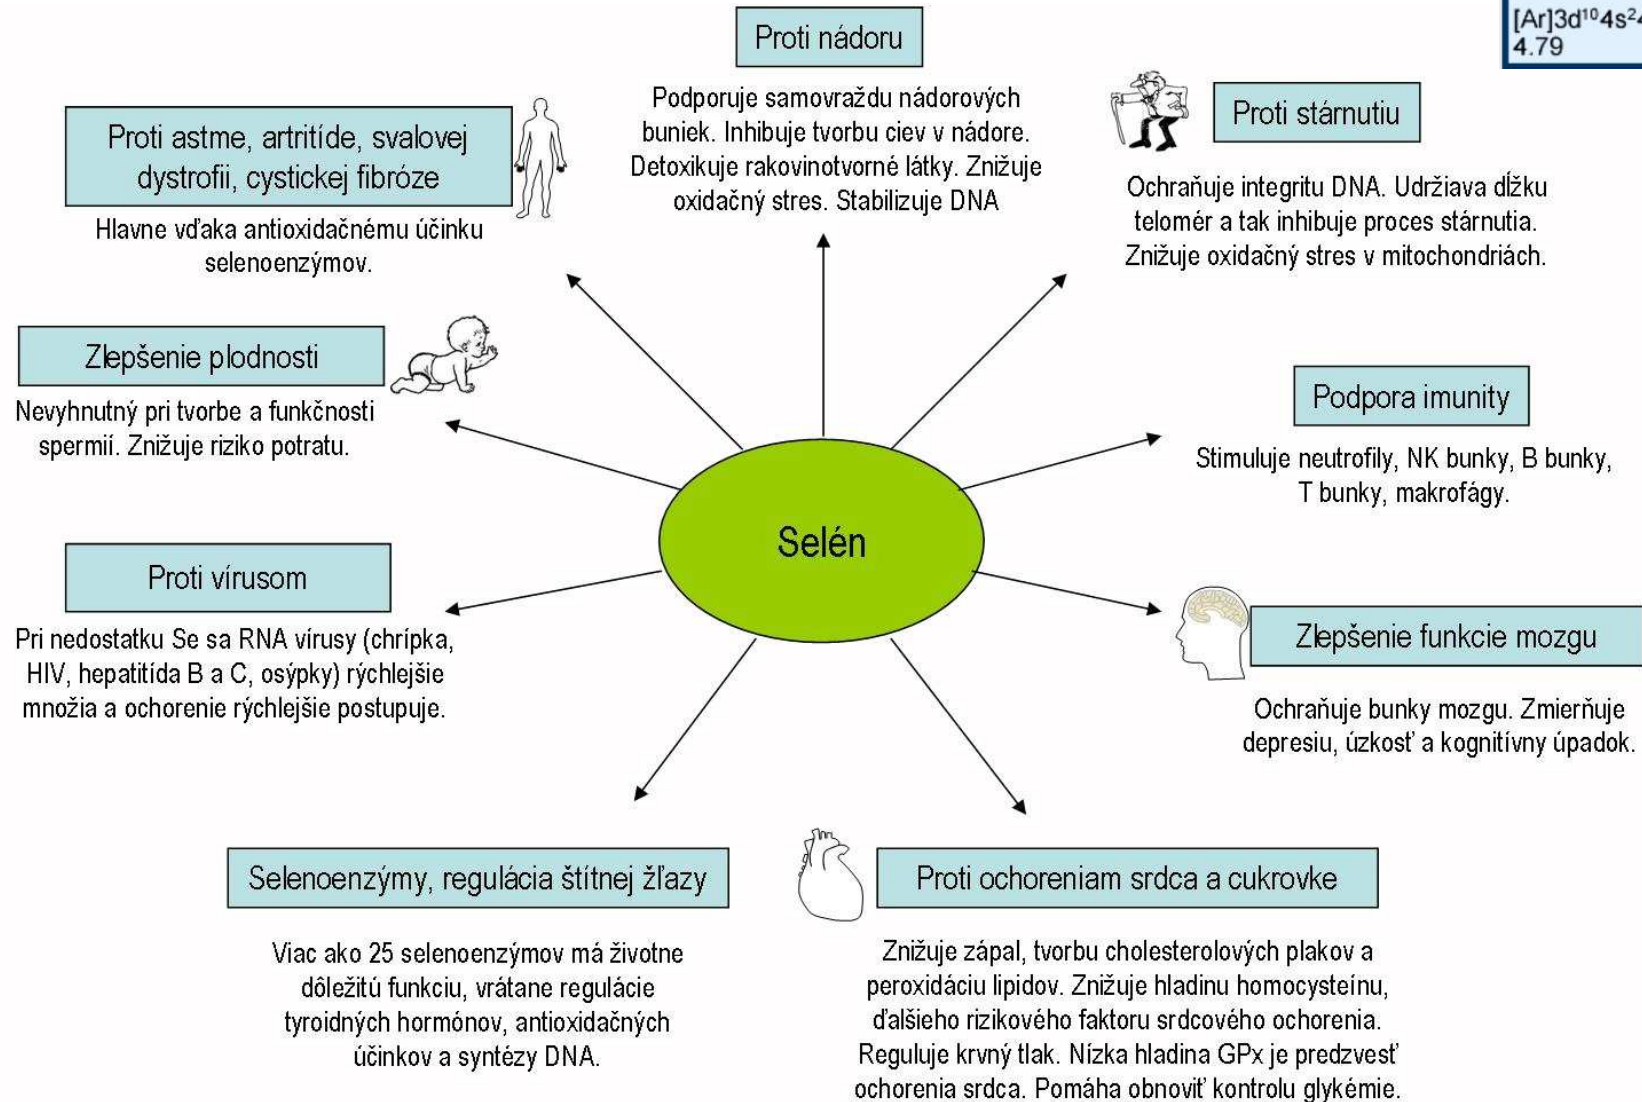 [Ar]3d¹⁰4s²4
4.79
Proti nádoru
Podporuje samovraždu nádorových
buniek. Inhibuje tvorbu ciev v nádore.
Detoxikuje rakovinotvorné látky. Znižuje
oxidačný stres. Stabilizuje DNA
Proti astme, artritíde, svalovej
dystrofii, cystickej fibróze
Hlavne vďaka antioxidačnému účinku
selenoenzýmov.
Proti stárnutiu
Ochraňuje integritu DNA. Udržiava dĺžku
telomér a tak inhibuje proces stárnutia.
Znižuje oxidačný stres v mitochondriách.
Zlepšenie plodnosti
Nevyhnutný pri tvorbe a funkčnosti
spermií. Znižuje riziko potratu.
Podpora imunity
Stimuluje neutrofily, NK bunky, B bunky,
T bunky, makrofágy.
Selén
Proti vírusom
Pri nedostatku Se sa RNA vírusy (chrípka,
HIV, hepatitída B a C, osýpky) rýchlejšie
množia a ochorenie rýchlejšie postupuje.
Zlepšenie funkcie mozgu
Ochraňuje bunky mozgu. Zmierňuje
depresiu, úzkosť a kognitívny úpadok.
Selenoenzýmy, regulácia štítnej žľazy
Viac ako 25 selenoenzýmov má životne
dôležitú funkciu, vrátane regulácie
tyroidných hormónov, antioxidačných
účinkov a syntézy DNA.
Proti ochoreniam srdca a cukrovke
Znižuje zápal, tvorbu cholesterolových plakov a
peroxidáciu lipidov. Znižuje hladinu homocysteínu,
ďalšieho rizikového faktoru srdcového ochorenia.
Reguluje krvný tlak. Nízka hladina GPx je predzvesť
ochorenia srdca. Pomáha obnoviť kontrolu glykémie.